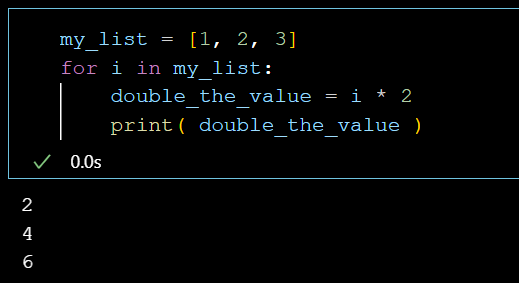 my_list = [1, 2, 3]
for i in my_list:
    double_the_value = i * 2
    print( double_the_value )
0.0s
2
4
6